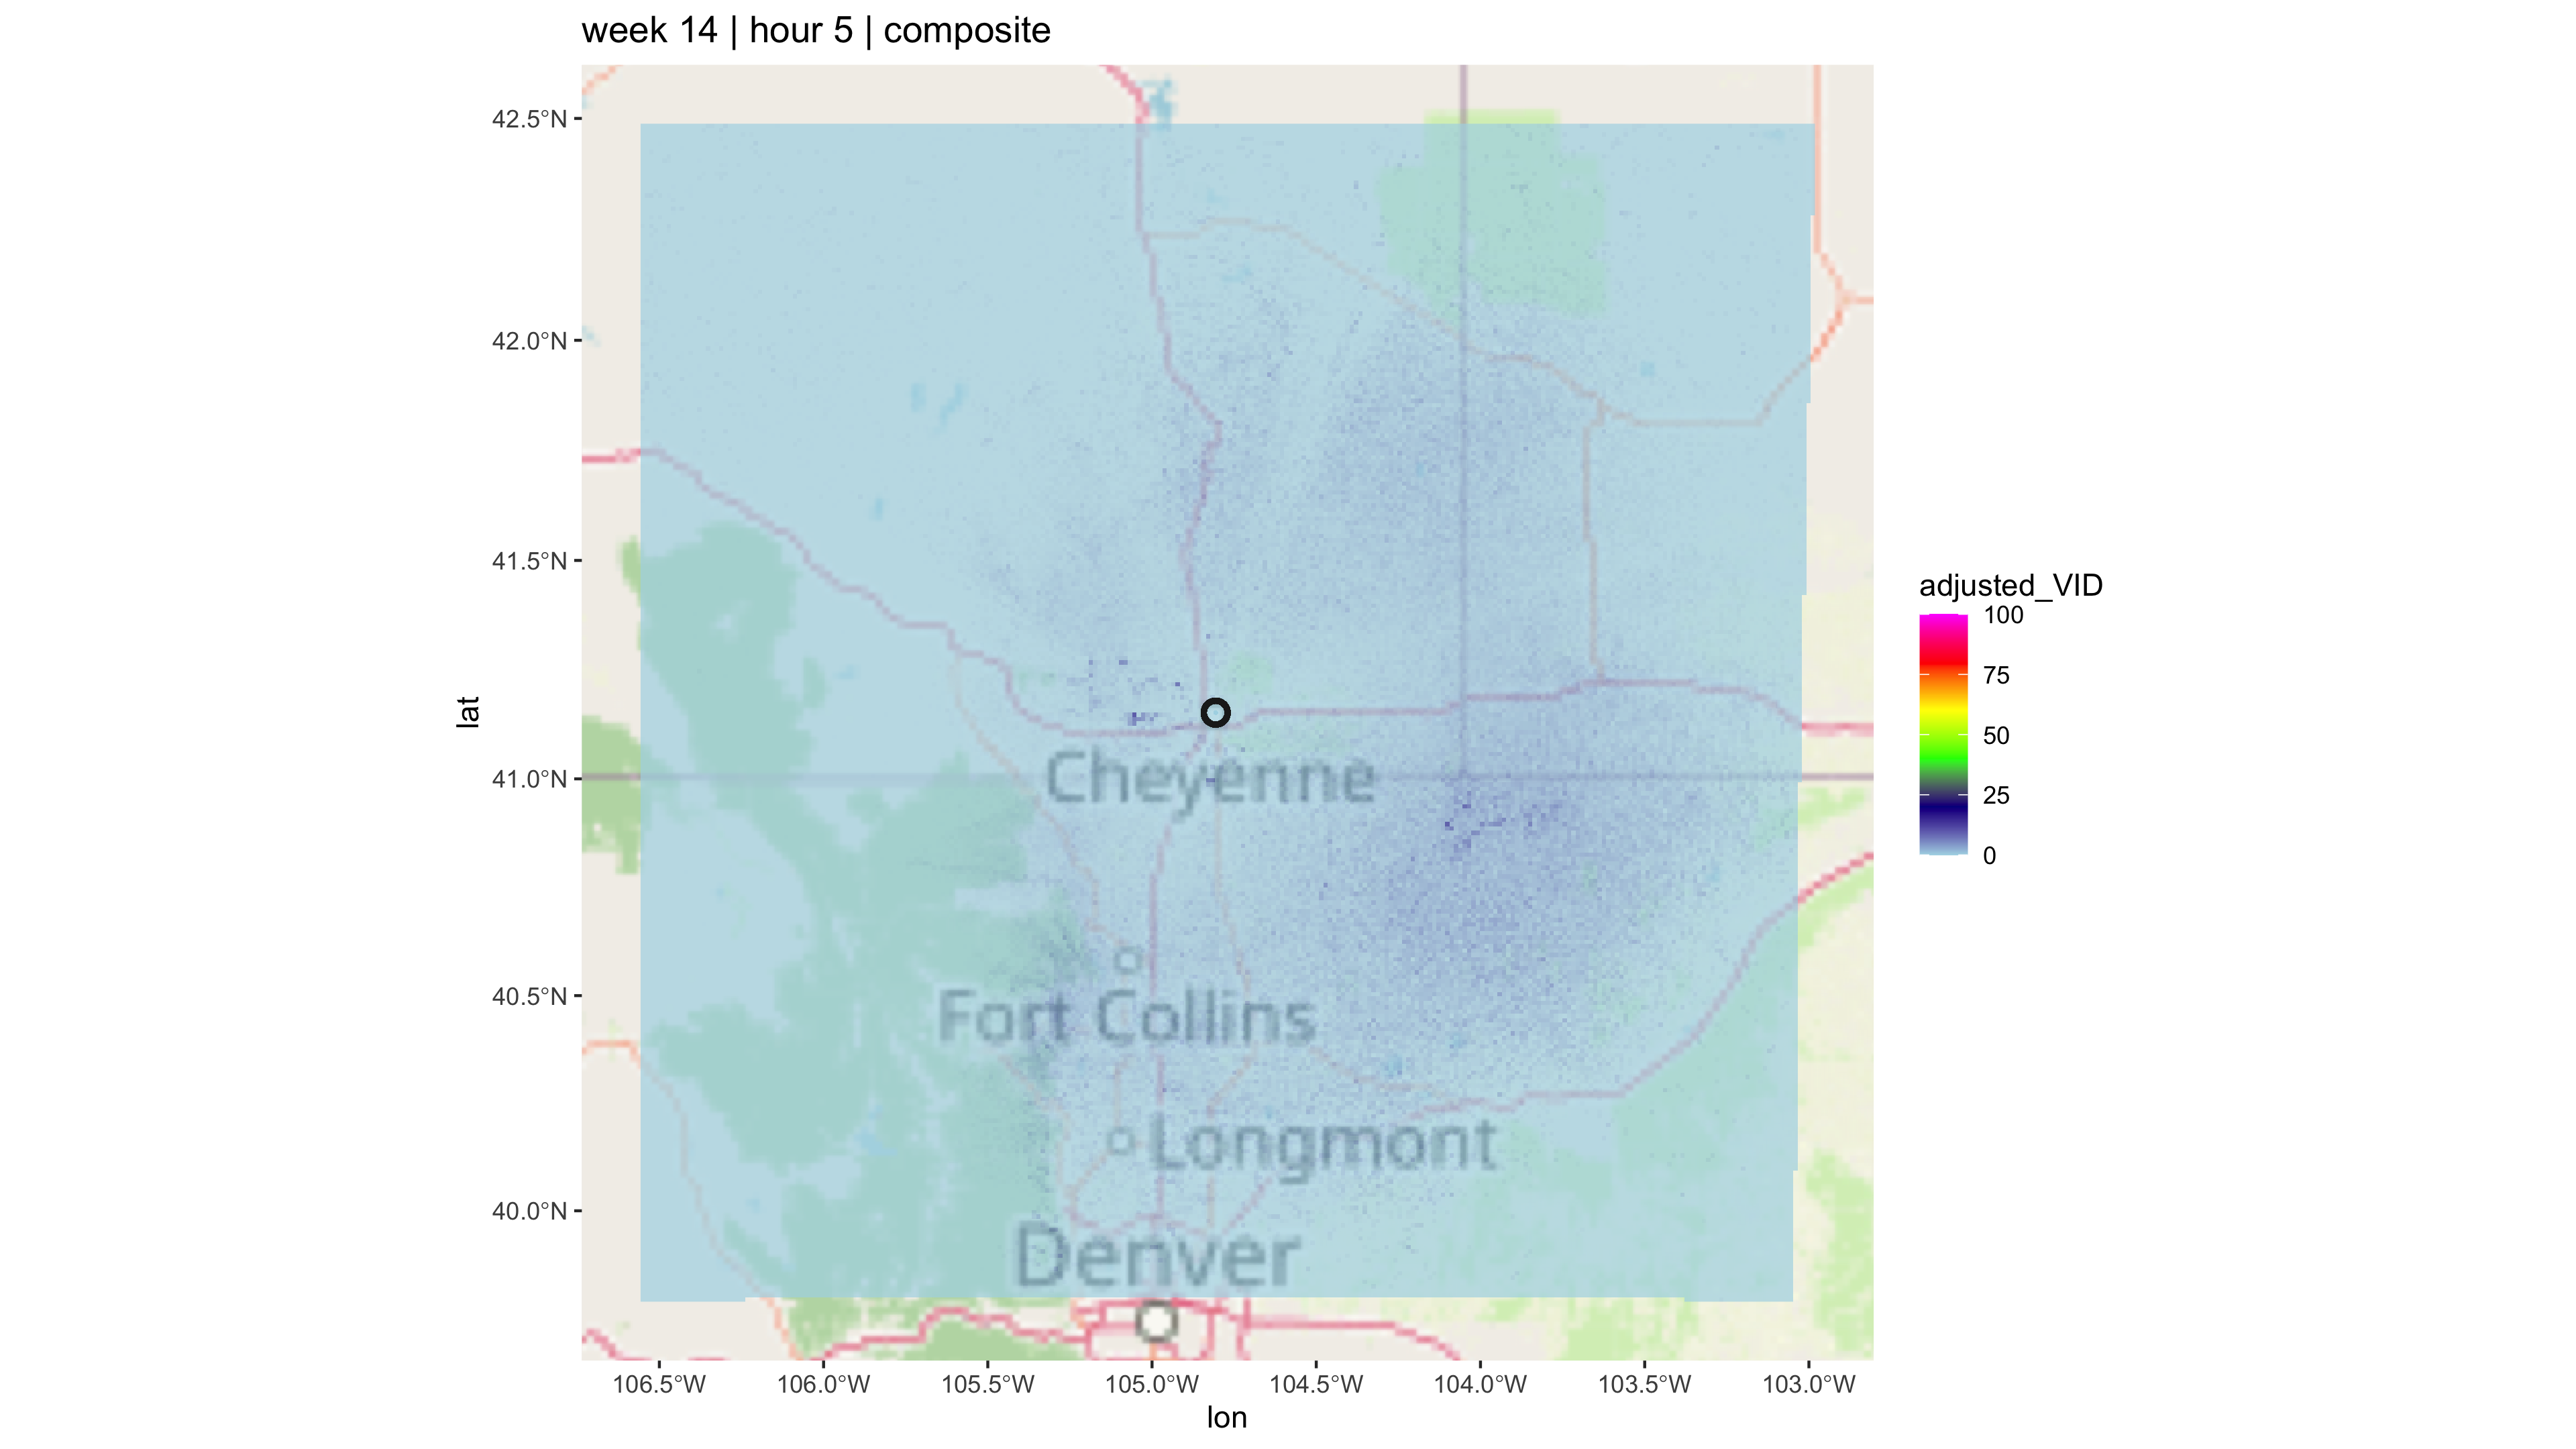 week 14 | hour 5 | composite
42.5°N
42.0°N
41.5°N
41.0°N
40.5°N
40.0°N
lat
Cheyenne
Fort Collins
Longmont
Denver
106.5°W 106.0°W 105.5°W 105.0°W 104.5°W 104.0°W 103.5°W 103.0°W
lon
adjusted_VID
100
75
50
25
0